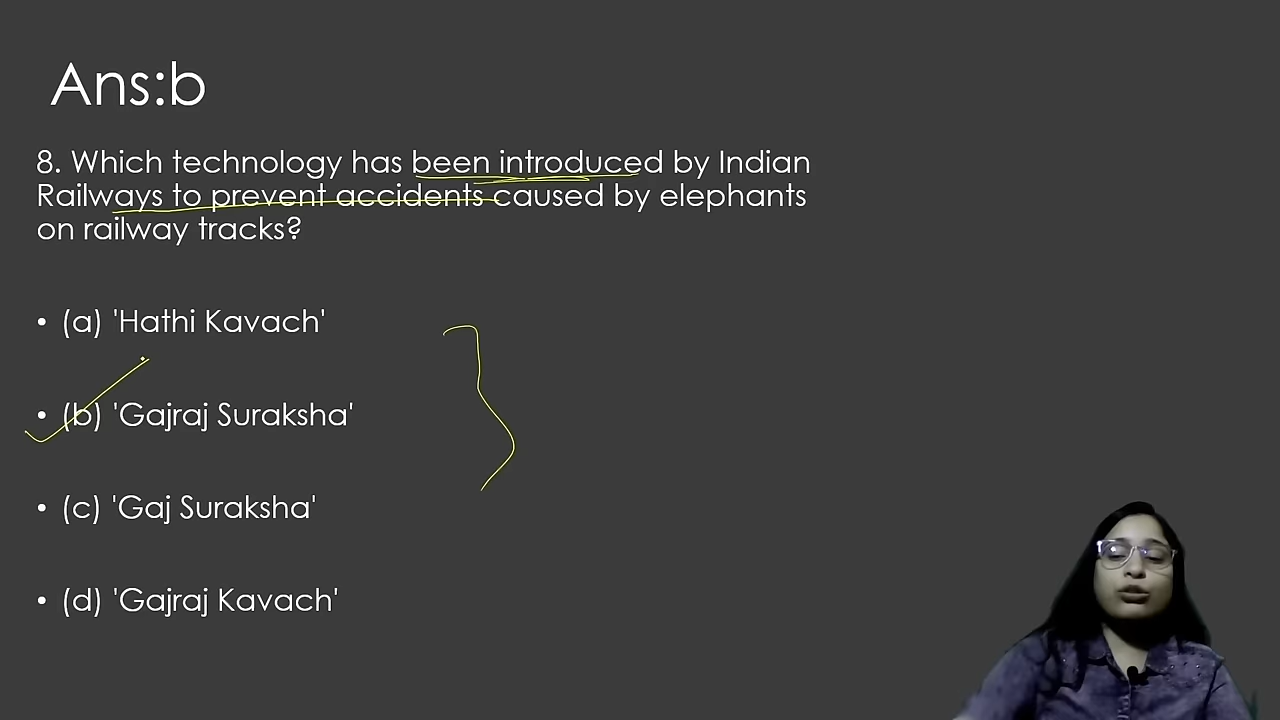 Ans:b
8. Which technology has been introduced by Indian
Railways to prevent accidents caused by elephants
on railway tracks?
• (a) 'Hathi Kavach'
• (b) 'Gajraj Suraksha'
• (c) 'Gaj Suraksha'
• (d) 'Gajraj Kavach'